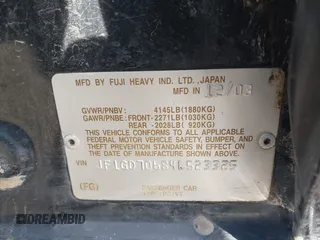 MFD BY FUJI HEAVY IND. LTD., JAPAN
MFD IN 12/03
GVWR/PNBV : 4145LB(1880KG)
GAWR/PNBE: FRONT-2271LB(1030KG)
REAR -2028LB( 920KG)
THIS VEHICLE CONFORMS TO ALL APPLICABLE
FEDERAL MOTOR VEHICLE SAFETY, BUMPER, AND
THEFT PREVENTION STANDARDS IN EFFECT ON
THE DATE OF MANUFACTURE SHOWN ABOVE.
VIN
(FG)
PASSENGER CAR
DREAMBID